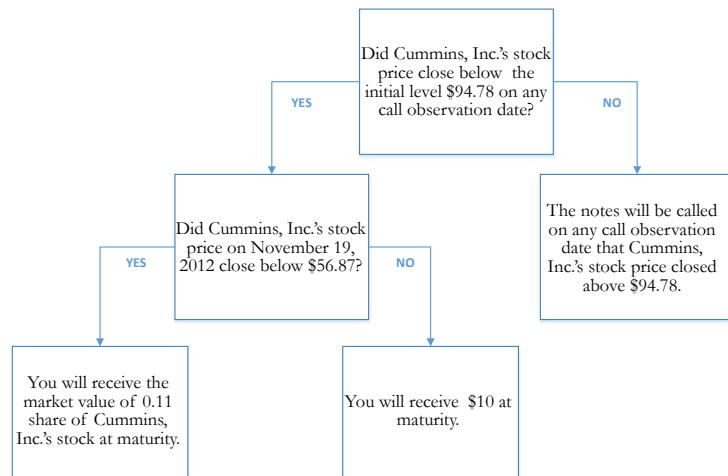 Did Cummins, Inc.'s stock
price close below the
initial level $94.78 on any
call observation date?
YES
NO
Did Cummins, Inc.'s stock
price on November 19,
2012 close below $56.87?
The notes will be called
on any call observation
date that Cummins,
Inc.'s stock price closed
above $94.78.
YES
NO
You will receive the
market value of 0.11
share of Cummins,
Inc.'s stock at maturity.
You will receive $10 at
maturity.